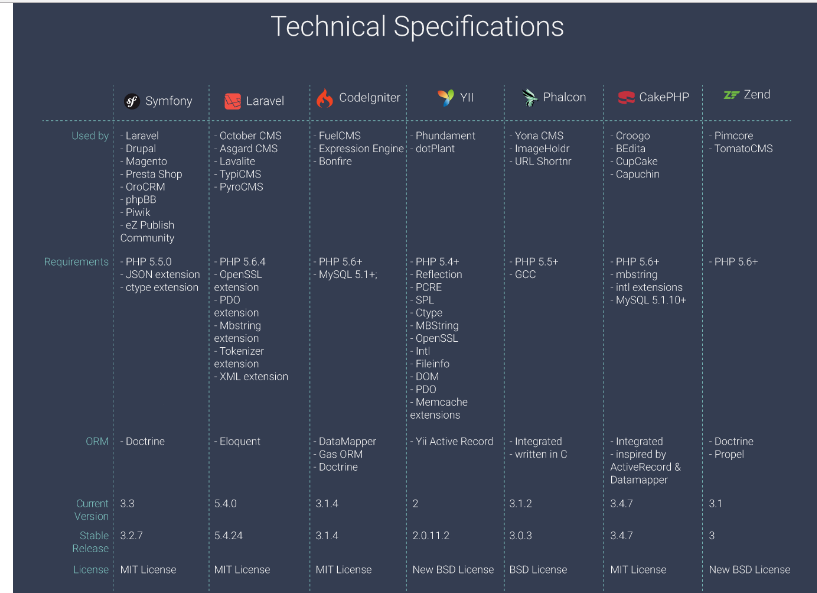 Technical Specifications
Symfony
Laravel
CodeIgniter
YII
Phalcon
CakePHP
Zend
Used by
- Laravel
- Drupal
- Magento
- Presta Shop
- OroCRM
- phpBB
- Piwik
- eZ Publish
Community
- October CMS
- Asgard CMS
- Lavalite
- TypiCMS
- PyroCMS
- FuelCMS
- Expression Engine
- Bonfire
- Phundament
- dotPlant
- Yona CMS
- ImageHoldr
- URL Shortnr
- Croogo
- BEdita
- CupCake
- Capuchin
- Pimcore
- TomatoCMS
Requirements
- PHP 5.5.0
- JSON extension
- ctype extension
- PHP 5.6.4
- OpenSSL
extension
- PDO
extension
- Mbstring
extension
- Tokenizer
extension
- XML extension
- PHP 5.6+
- MySQL 5.1+;
- PHP 5.4+
- Reflection
- PCRE
- SPL
- Ctype
- MBString
- OpenSSL
- Intl
- Fileinfo
- DOM
- PDO
- Memcache
extensions
- PHP 5.5+
- GCC
- PHP 5.6+
- mbstring
- intl extensions
- MySQL 5.1.10+
- PHP 5.6+
ORM
- Doctrine
- Eloquent
- DataMapper
- Gas ORM
- Doctrine
- Yii Active Record
- Integrated
- written in C
- Integrated
- inspired by
ActiveRecord &
Datamapper
- Doctrine
- Propel
Current
Version
3.3
5.4.0
3.1.4
2
3.1.2
3.4.7
3.1
Stable
Release
3.2.7
5.4.24
3.1.4
2.0.11.2
3.0.3
3.4.7
3
License
MIT License
MIT License
MIT License
New BSD License
BSD License
MIT License
New BSD License